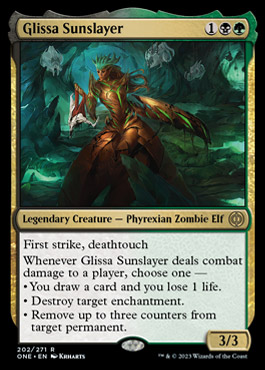 Glissa Sunslayer 1
Legendary Creature — Phyrexian Zombie Elf
First strike, deathtouch
Whenever Glissa Sunslayer deals combat
damage to a player, choose one —
• You draw a card and you lose 1 life.
• Destroy target enchantment.
• Remove up to three counters from
target permanent.
3/3
202/271 R
ONE • EN KHHARTS
™ & © 2023 Wizards of the Coast